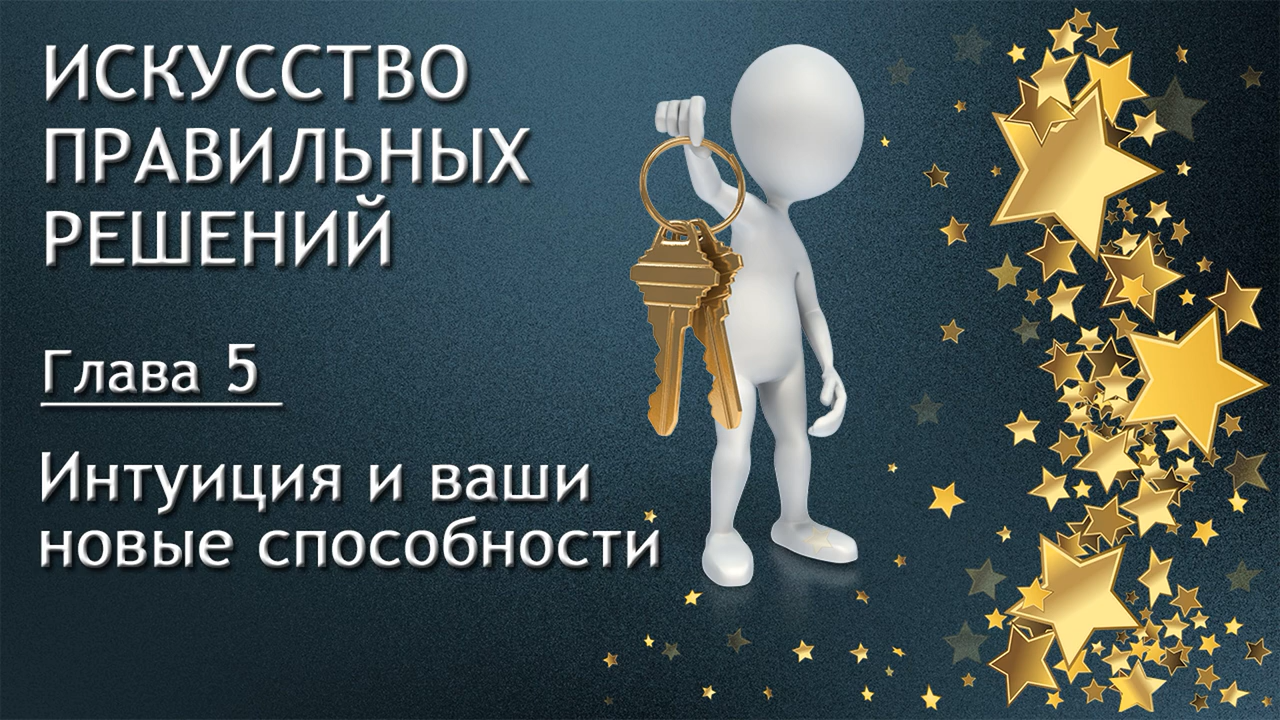 ИСКУССТВО
ПРАВИЛЬНЫХ
РЕШЕНИЙ
Глава 5
Интуиция и ваши
новые способности